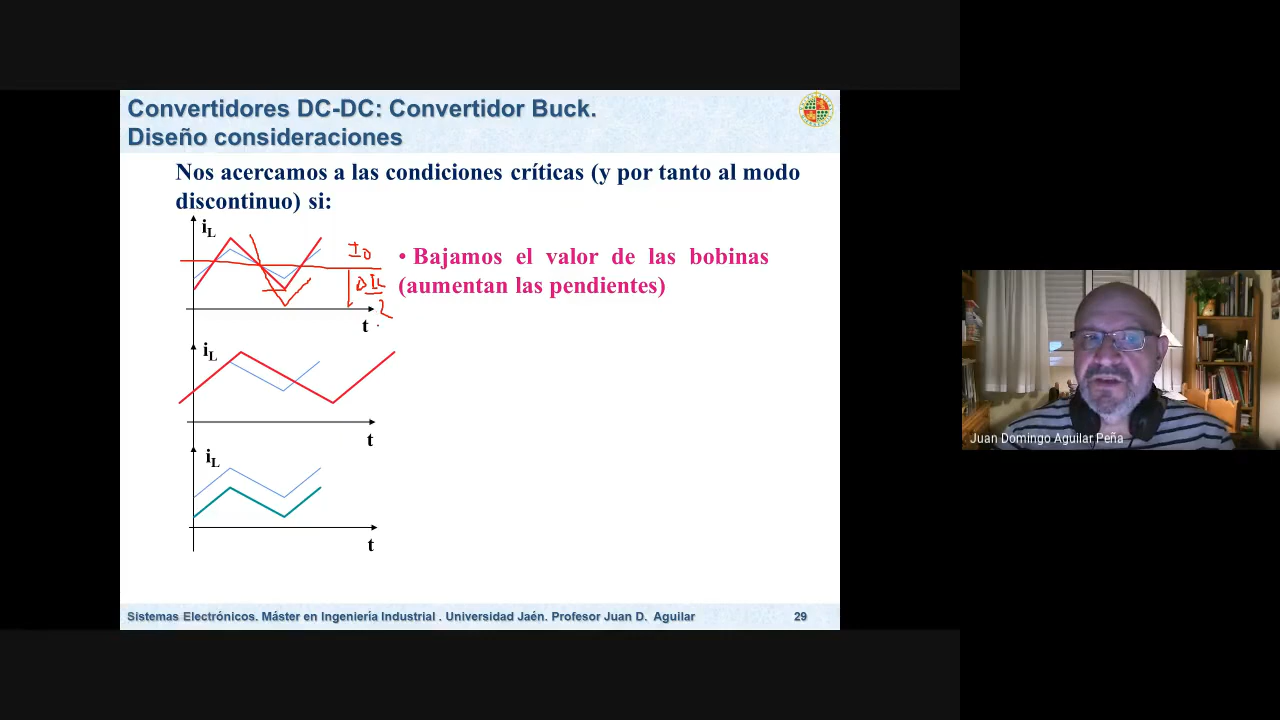 Convertidores DC-DC: Convertidor Buck.
Diseño consideraciones
Nos acercamos a las condiciones críticas (y por tanto al modo
discontinuo) si:
iL
I0
ΔIL
2
t
• Bajamos el valor de las bobinas
(aumentan las pendientes)
iL
t
iL
t
Juan Domingo Aguilar Peña
Sistemas Electrónicos. Máster en Ingeniería Industrial . Universidad Jaén. Profesor Juan D. Aguilar
29